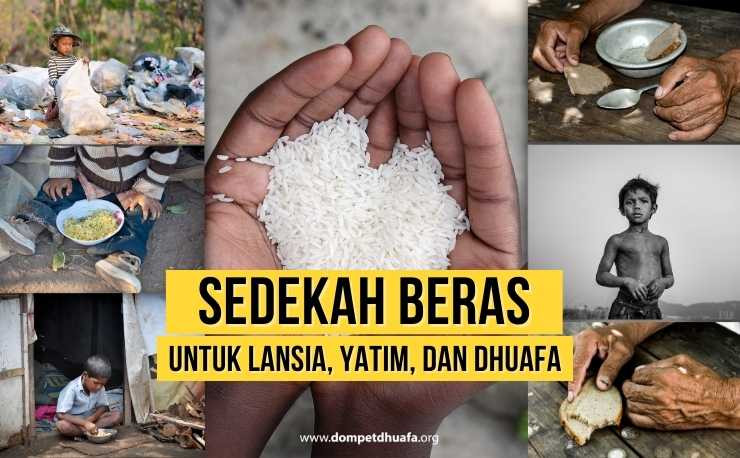 SEDEKAH BERAS
UNTUK LANSIA, YATIM, DAN DHUAFA
www.dompetdhuafa.org